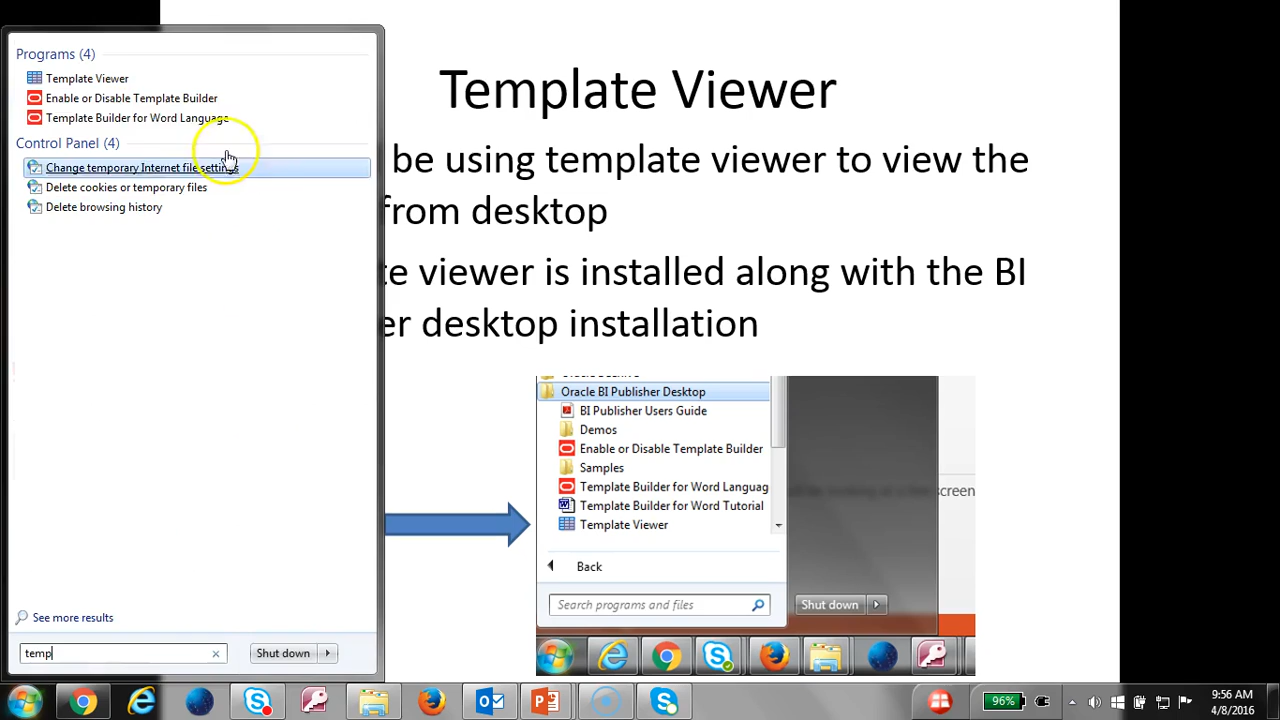 Programs (4)
Template Viewer
Enable or Disable Template Builder
Template Builder for Word Language
Control Panel (4)
Change temporary Internet file settings
Delete cookies or temporary files
Delete browsing history
See more results
temp
Shut down
Template Viewer
be using template viewer to view the
from desktop
te viewer is installed along with the BI
er desktop installation
Oracle BI Publisher Desktop
BI Publisher Users Guide
Demos
Enable or Disable Template Builder
Samples
Template Builder for Word Languag
Template Builder for Word Tutorial
Template Viewer
Back
Search programs and files
Shut down
screen
96%
9:56 AM
4/8/2016